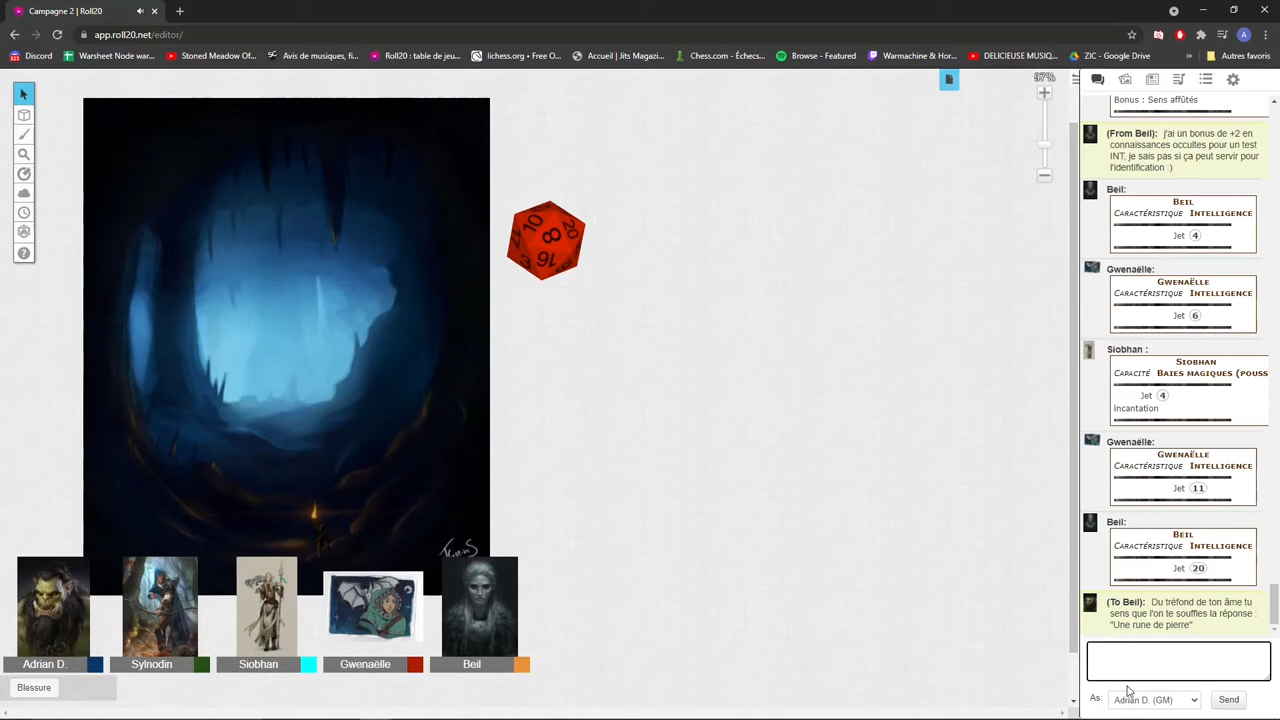 Campagne 2 | Roll20
app.roll20.net/editor/
Discord
Warsheet Node war...
Stoned Meadow Of...
Avis de musiques, fi...
Roll20 : table de jeu...
lichess.org • Free O...
Accueil | Jits Magazi...
Chess.com - Échecs...
Browse - Featured
Warmachine & Hor...
DELICIEUSE MUSIQ...
ZIC - Google Drive
Autres favoris
97%
Bonus : Sens affûtés
(From Beil): j'ai un bonus de +2 en
connaissances occultes pour un test
INT, je sais pas si ça peut servir pour
l'identification :)
Beil:
Beil
Caractéristique Intelligence
Jet 4
Gwenaëlle:
Gwenaëlle
Caractéristique Intelligence
Jet 6
Siobhan :
Siobhan
Capacité Baies magiques (pouss
Jet 4
incantation
Gwenaëlle:
Gwenaëlle
Caractéristique Intelligence
Jet 11
Beil:
Beil
Caractéristique Intelligence
Jet 20
(To Beil): Du tréfond de ton âme tu
sens que l'on te souffles la réponse :
"Une rune de pierre"
As:
Adrian D. (GM)
Send
10
20
8
16
3
Adrian D.
Sylnodin
Siobhan
Gwenaëlle
Beil
Blessure